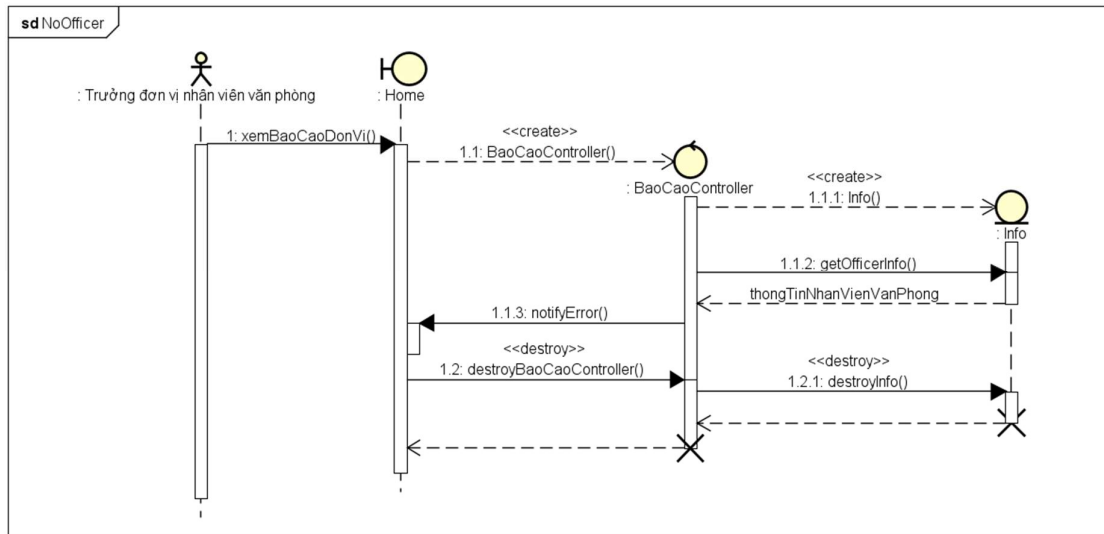 sd NoOfficer
: Trưởng đơn vị nhân viên văn phòng
: Home
1: xemBaoCaoDonVi()
<<create>>
1.1: BaoCaoController()
: BaoCaoController
<<create>>
1.1.1: Info()
: Info
1.1.2: getOfficerInfo()
thongTinNhanVienVanPhong
1.1.3: notifyError()
<<destroy>>
1.2: destroyBaoCaoController()
<<destroy>>
1.2.1: destroyInfo()